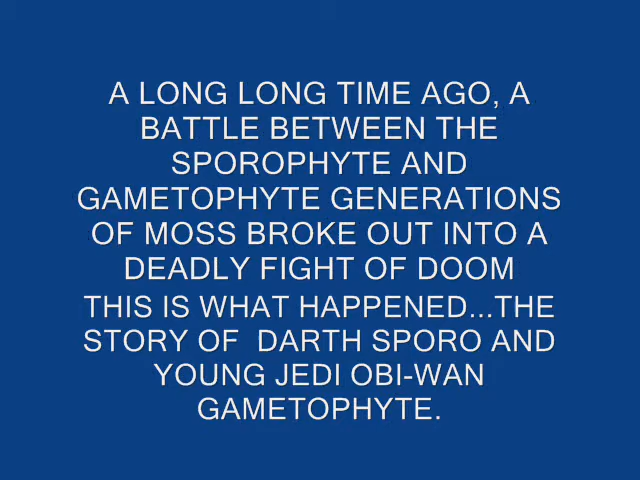 A LONG LONG TIME AGO, A
BATTLE BETWEEN THE
SPOROPHYTE AND
GAMETOPHYTE GENERATIONS
OF MOSS BROKE OUT INTO A
DEADLY FIGHT OF DOOM
THIS IS WHAT HAPPENED...THE
STORY OF  DARTH SPORO AND
YOUNG JEDI OBI-WAN
GAMETOPHYTE.